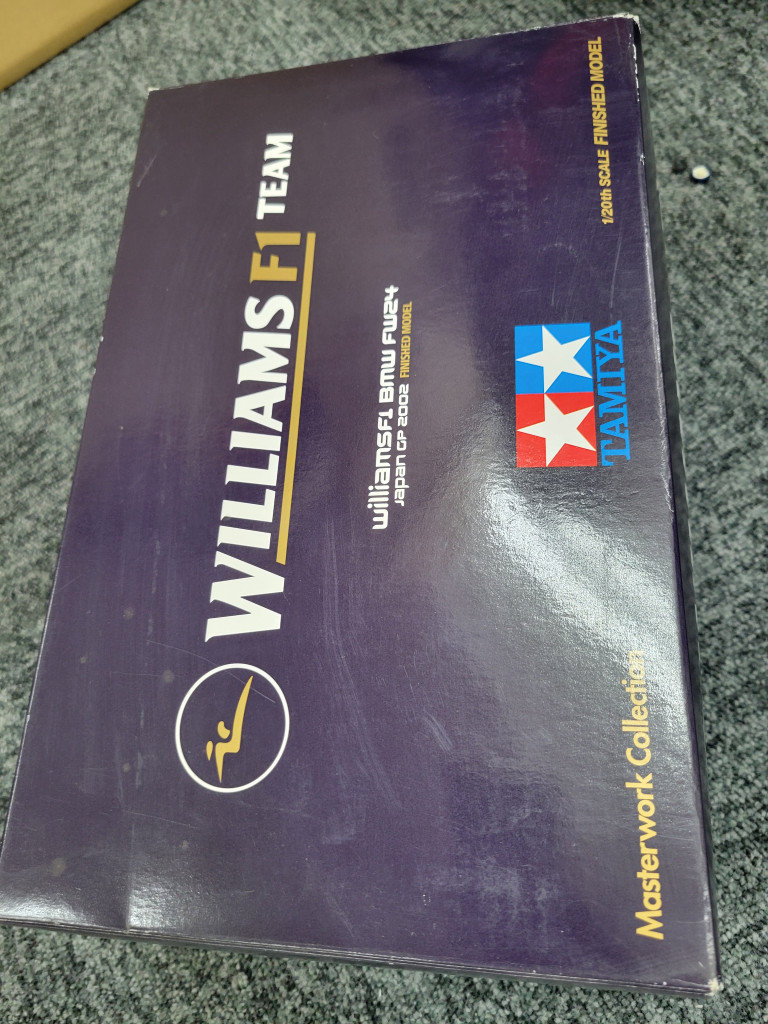 WILLIAMS F1 TEAM
williamsF1 BMW FW24
Japan GP 2002 FINISHED MODEL
TAMIYA
Masterwork Collection
1/20th SCALE FINISHED MODEL